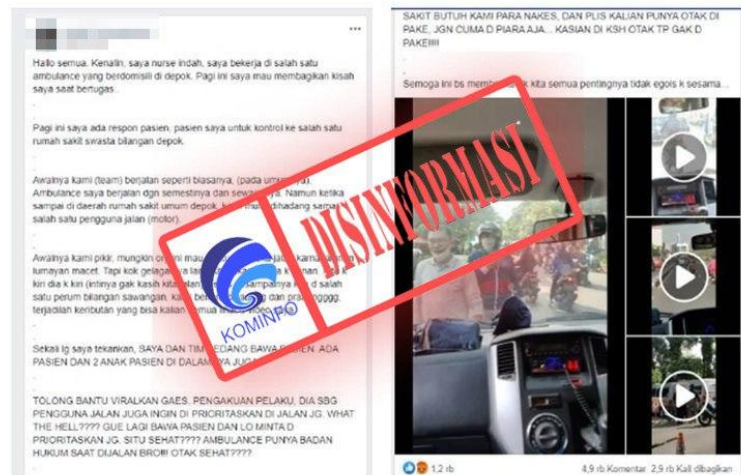 Hallo semua. Kenalin, saya nurse indah, saya bekerja di salah satu
ambulance yang berdomisili di depok. Pagi ini saya mau membagikan kisah
saya saat bertugas.
Pagi ini saya ada respon pasien, pasien saya untuk kontrol ke salah satu
rumah sakit swasta bilangan depok.
Awalnya kami (team) berjalan seperti biasanya, (pada
Ambulance saya berjalan dgn semestinya dan Namun ketika
sampai di daerah rumah sakit umum depok, dihadang
salah satu pengguna jalan (motor).
Awalnya kami pikir, mungkin mau
lumayan macet. Tapi kok
kiri dia k kiri (intinya gak kasih sampainya d salah
satu perum bilangan sawangan, dan
terjadilah keributan yang bisa kalian
Sekali lg saya tekankan, SAYA DAN TIM SEDANG BAWA PASIEN. ADA
PASIEN DAN 2 ANAK PASIEN DI
TOLONG BANTU VIRALKAN GAES. PENGAKUAN PELAKU, DIA SBG
PENGGUNA JALAN JUGA INGIN DI PRIORITASKAN DI JALAN JG. WHAT
THE HELL???? GUE LAGI BAWA PASIEN DAN LO MINTA D
PRIORITASKAN JG. SITU SEHAT???? AMBULANCE PUNYA BADAN
HUKUM SAAT DIJALAN BRO!!! OTAK SEHAT????
SAKIT BUTUH KAMI PARA NAKES, DAN PLIS KALIAN PUNYA OTAK DI
PAKE, JGN CUMA D PIARA AJA... KASIAN DI KSH OTAK TP GAK D
PAKE!!!!
Semoga ini bs kita semua pentingnya tidak egois k sesama...
KOMINFO
DISINFORMASI
1,2 rb
4,9 rb Komentar 2,9 rb Kali dibagikan